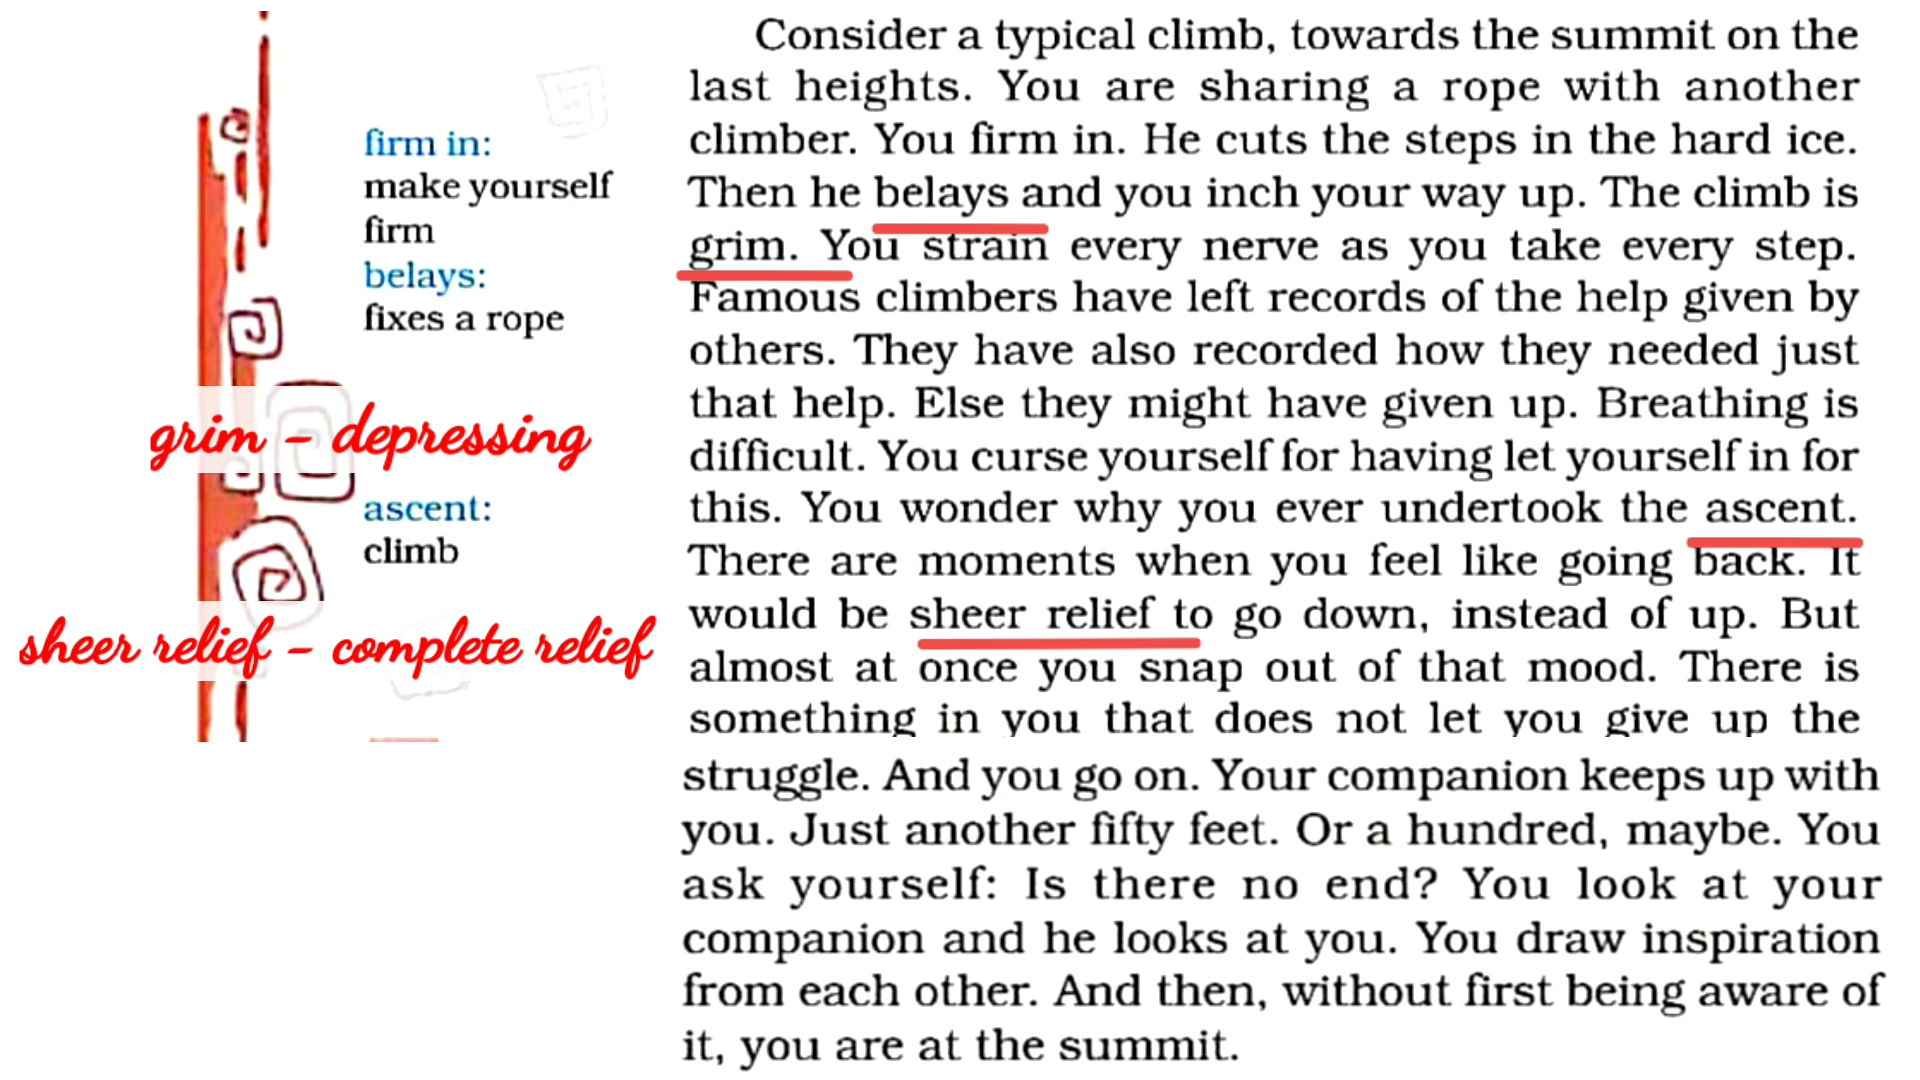 firm in:
make yourself
firm
belays:
fixes a rope
grim - depressing
ascent:
climb
sheer relief - complete relief
Consider a typical climb, towards the summit on the
last heights. You are sharing a rope with another
climber. You firm in. He cuts the steps in the hard ice.
Then he belays and you inch your way up. The climb is
grim. You strain every nerve as you take every step.
Famous climbers have left records of the help given by
others. They have also recorded how they needed just
that help. Else they might have given up. Breathing is
difficult. You curse yourself for having let yourself in for
this. You wonder why you ever undertook the ascent.
There are moments when you feel like going back. It
would be sheer relief to go down, instead of up. But
almost at once you snap out of that mood. There is
something in you that does not let you give up the
struggle. And you go on. Your companion keeps up with
you. Just another fifty feet. Or a hundred, maybe. You
ask yourself: Is there no end? You look at your
companion and he looks at you. You draw inspiration
from each other. And then, without first being aware of
it, you are at the summit.